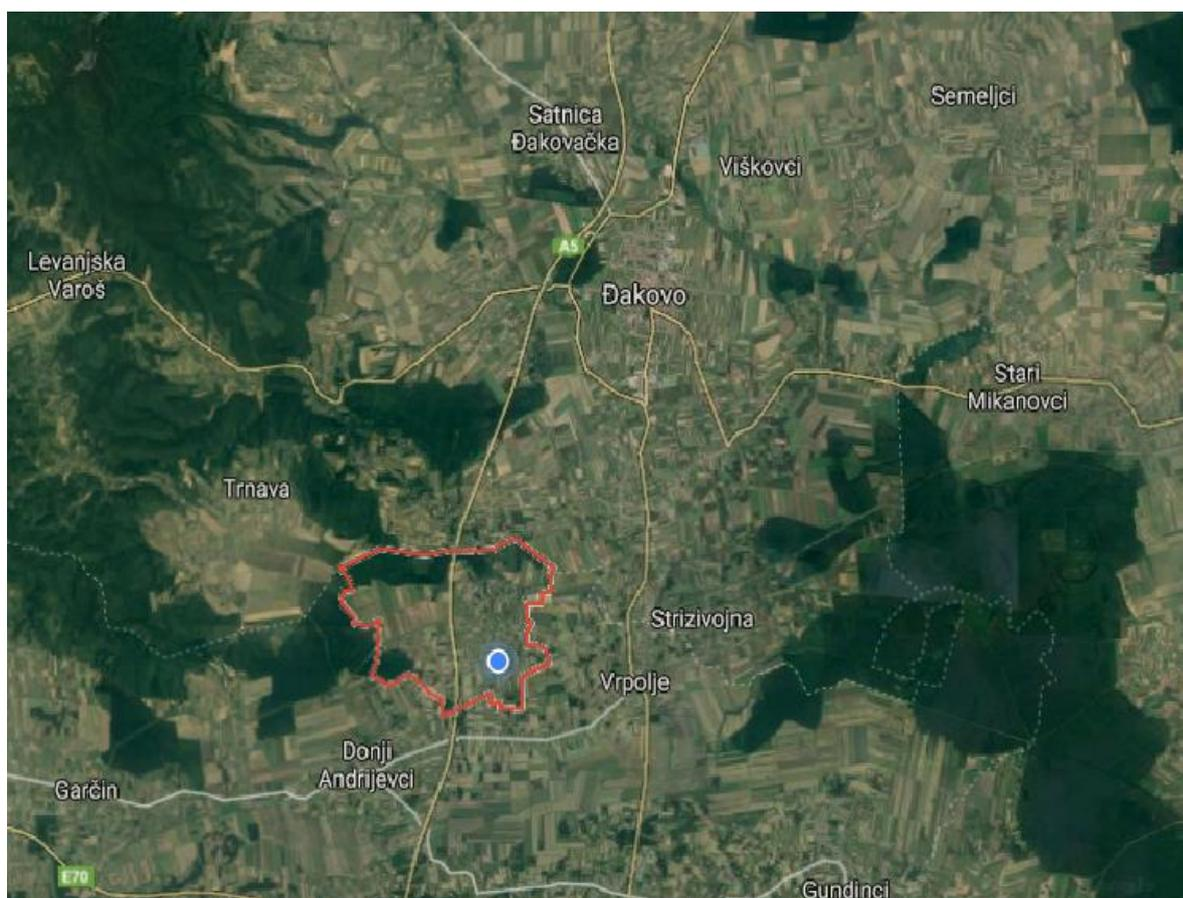 Semeljci
Satnica
Đakovačka
Viškovci
A5
Levanjska
Varoš
Đakovo
Stari
Mikanovci
Trnava
Strizivojna
Vrpolje
Donji
Andrijevci
Garčin
E70
Gundinci